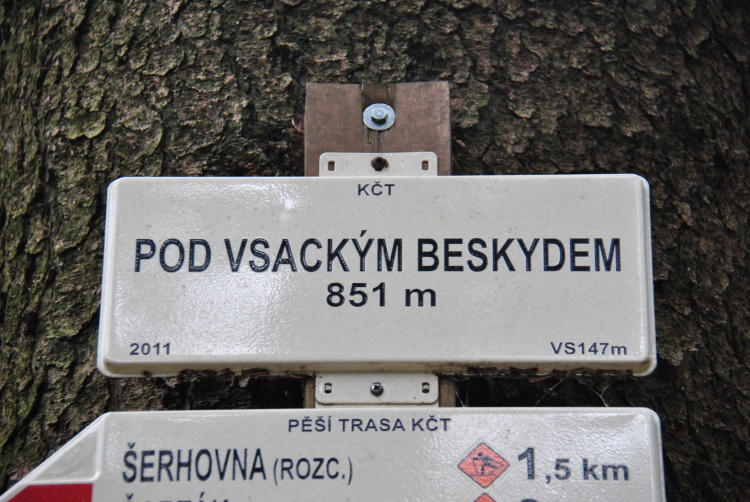 KČT
POD VSACKÝM BESKYDEM
851 m
2011 VS147m
PĚŠÍ TRASA KČT
ŠERHOVNA (ROZC.) 1,5 km